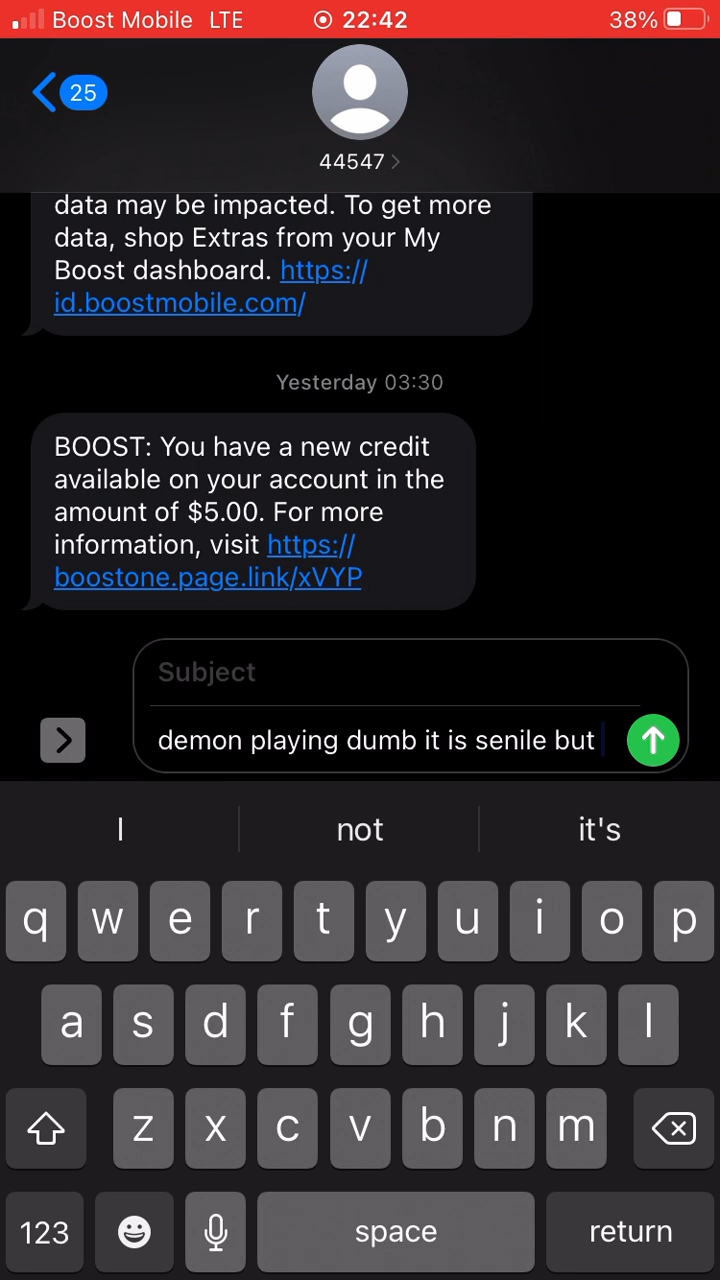 Boost Mobile LTE 22:42 38%
25
44547
data may be impacted. To get more
data, shop Extras from your My
Boost dashboard. https://
id.boostmobile.com/
Yesterday 03:30
BOOST: You have a new credit
available on your account in the
amount of $5.00. For more
information, visit https://
boostone.page.link/xVYP
Subject
demon playing dumb it is senile but
I not it's
q w e r t y u i o p
a s d f g h j k l
z x c v b n m
123 space return